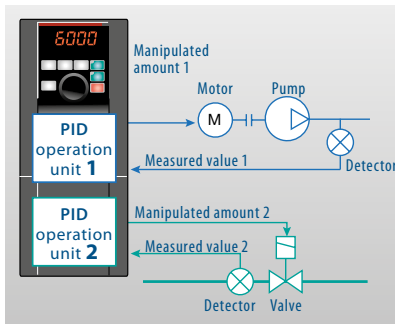 6000
Manipulated
amount 1
Motor
Pump
M
PID
operation
unit 1
Measured value 1
Detector
PID
operation
unit 2
Manipulated amount 2
Measured value 2
Detector
Valve